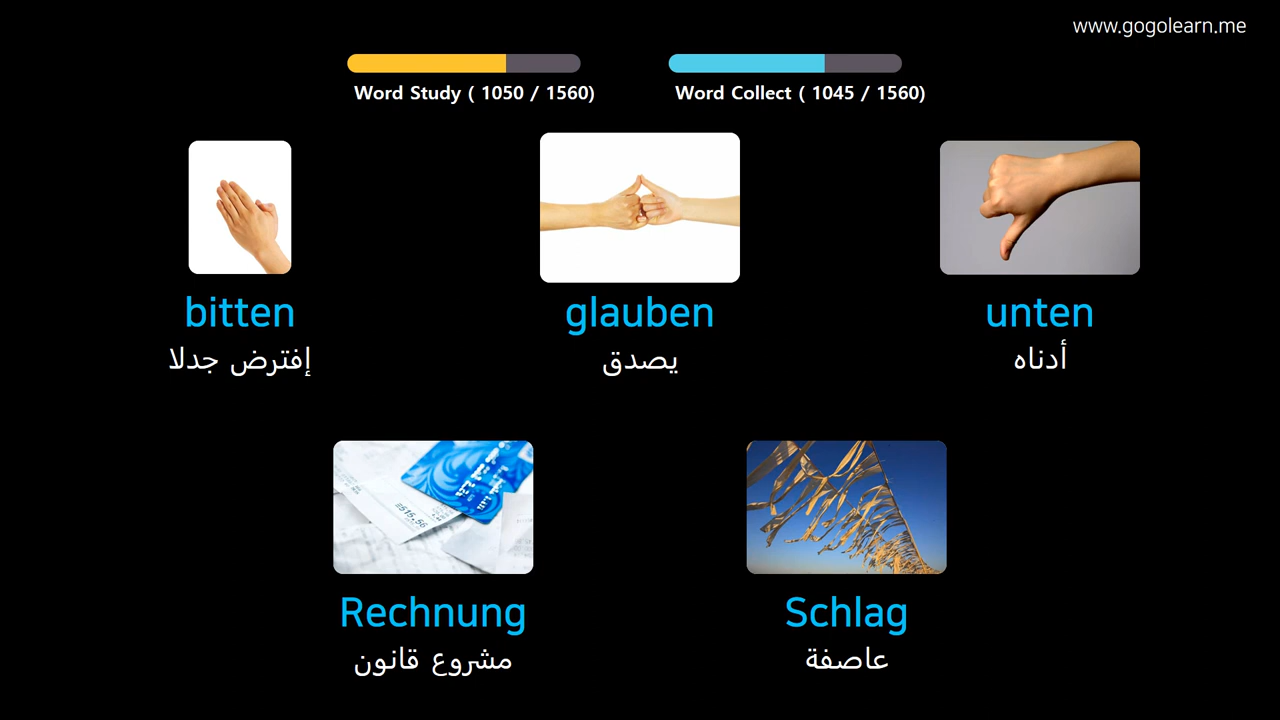 www.gogolearn.me
Word Study ( 1050 / 1560)
Word Collect ( 1045 / 1560)
bitten
إفترض جدلا
glauben
يصدق
unten
أدناه
Rechnung
مشروع قانون
Schlag
عاصفة